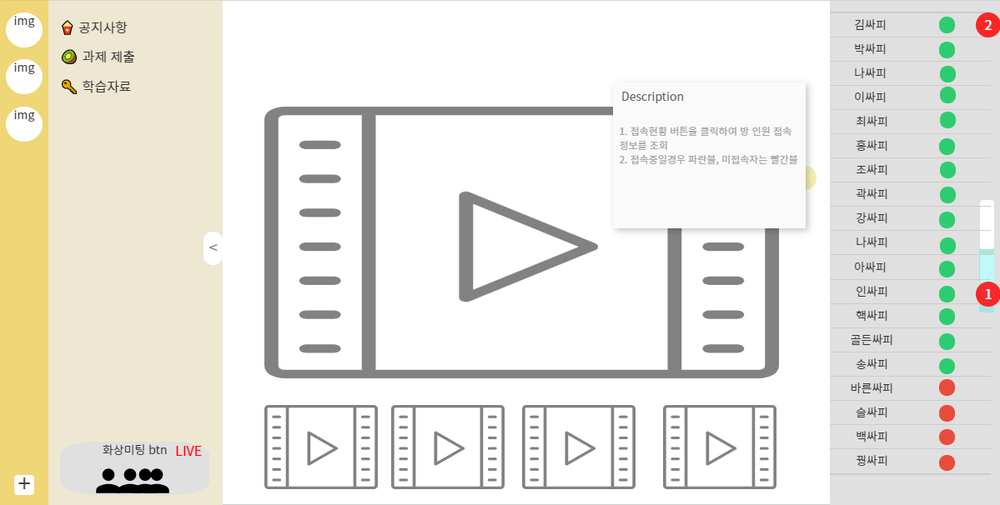 img
img
img
+
공지사항
과제 제출
학습자료
<
화상미팅 btn LIVE
Description
1. 접속현황 버튼을 클릭하여 방 인원 접속
정보를 조회
2. 접속중일경우 파란불, 미접속자는 빨간불
김싸피
2
박싸피
나싸피
이싸피
최싸피
홍싸피
조싸피
곽싸피
강싸피
나싸피
아싸피
인싸피
1
핵싸피
골든싸피
송싸피
바른싸피
슬싸피
백싸피
꿩싸피